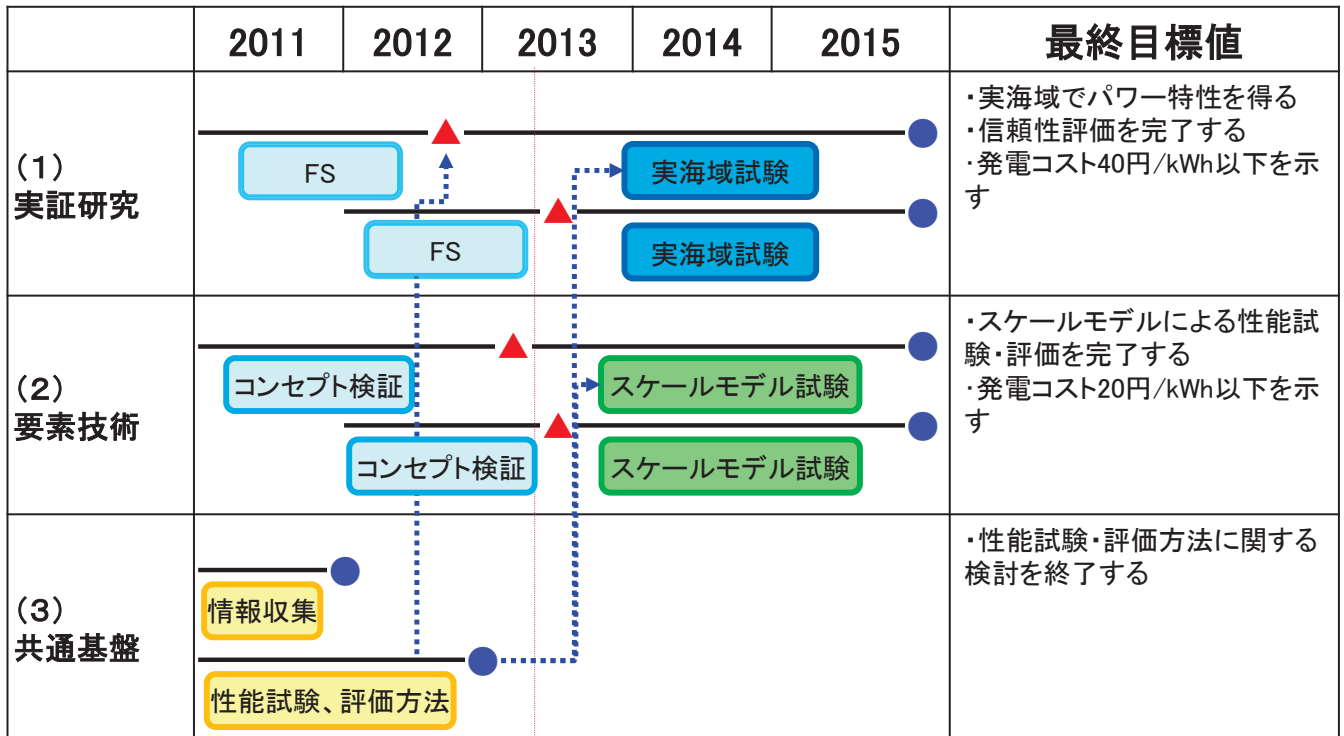 2011 2012 2013 2014 2015 最終目標値
(1)
実証研究
FS
実海域試験
FS
実海域試験
・実海域でパワー特性を得る
・信頼性評価を完了する
・発電コスト40円/kWh以下を示
す
(2)
要素技術
コンセプト検証
スケールモデル試験
コンセプト検証
スケールモデル試験
・スケールモデルによる性能試
験・評価を完了する
・発電コスト20円/kWh以下を示
す
(3)
共通基盤
情報収集
性能試験、評価方法
・性能試験・評価方法に関する
検討を終了する